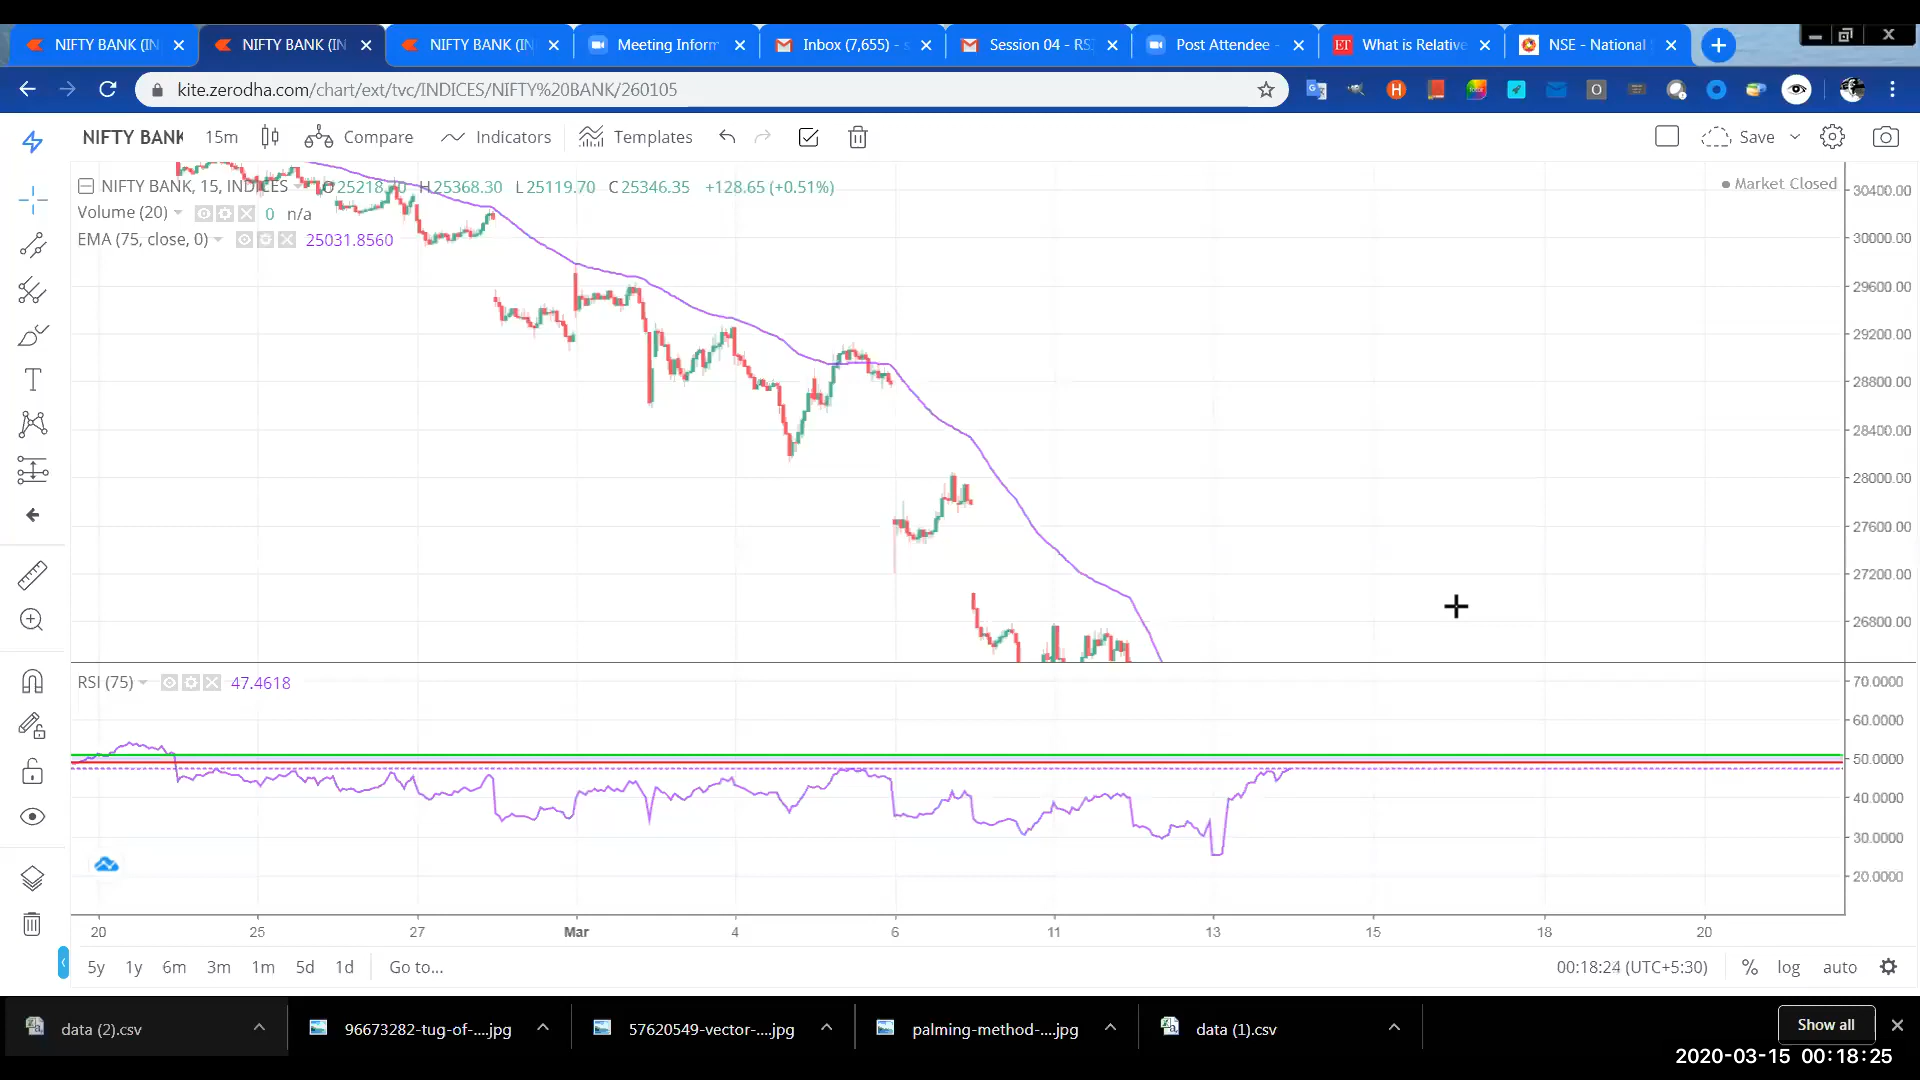 NIFTY BANK (IN
NIFTY BANK (IN
NIFTY BANK (IN
Meeting Inform
Inbox (7,655) - s
Session 04 - RSI
Post Attendee -
What is Relative
NSE - National
kite.zerodha.com/chart/ext/tvc/INDICES/NIFTY%20BANK/260105
NIFTY BANK 15m Compare Indicators Templates Save
NIFTY BANK, 15, INDICES H25368.30 L25119.70 C25346.35 +128.65 (+0.51%)
Market Closed
Volume (20) 0 n/a
EMA (75, close, 0) 25031.8560
30400.00
30000.00
29600.00
29200.00
28800.00
28400.00
28000.00
27600.00
27200.00
26800.00
RSI (75) 47.4618
70.0000
60.0000
50.0000
40.0000
30.0000
20.0000
20 25 27 Mar 4 6 11 13 15 18 20
5y 1y 6m 3m 1m 5d 1d Go to... 00:18:24 (UTC+5:30) % log auto
data (2).csv
96673282-tug-of-....jpg
57620549-vector-....jpg
palming-method-....jpg
data (1).csv
Show all
2020-03-15 00:18:25